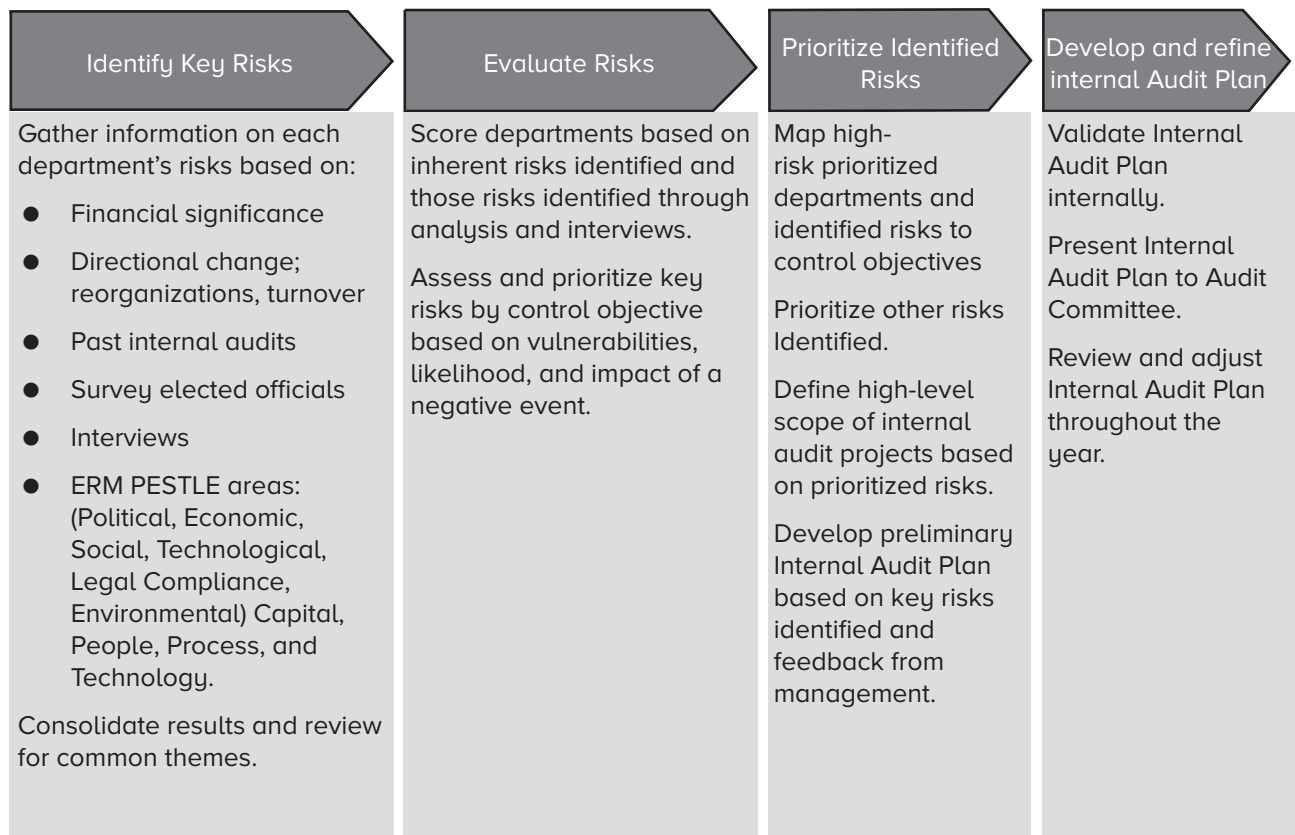 Identify Key Risks
Gather information on each
department's risks based on:
● Financial significance
● Directional change;
reorganizations, turnover
● Past internal audits
● Survey elected officials
● Interviews
● ERM PESTLE areas:
(Political, Economic,
Social, Technological,
Legal Compliance,
Environmental) Capital,
People, Process, and
Technology.
Consolidate results and review
for common themes.
Evaluate Risks
Score departments based on
inherent risks identified and
those risks identified through
analysis and interviews.
Assess and prioritize key
risks by control objective
based on vulnerabilities,
likelihood, and impact of a
negative event.
Prioritize Identified
Risks
Map high-
risk prioritized
departments and
identified risks to
control objectives
Prioritize other risks
Identified.
Define high-level
scope of internal
audit projects based
on prioritized risks.
Develop preliminary
Internal Audit Plan
based on key risks
identified and
feedback from
management.
Develop and refine
internal Audit Plan
Validate Internal
Audit Plan
internally.
Present Internal
Audit Plan to Audit
Committee.
Review and adjust
Internal Audit Plan
throughout the
year.